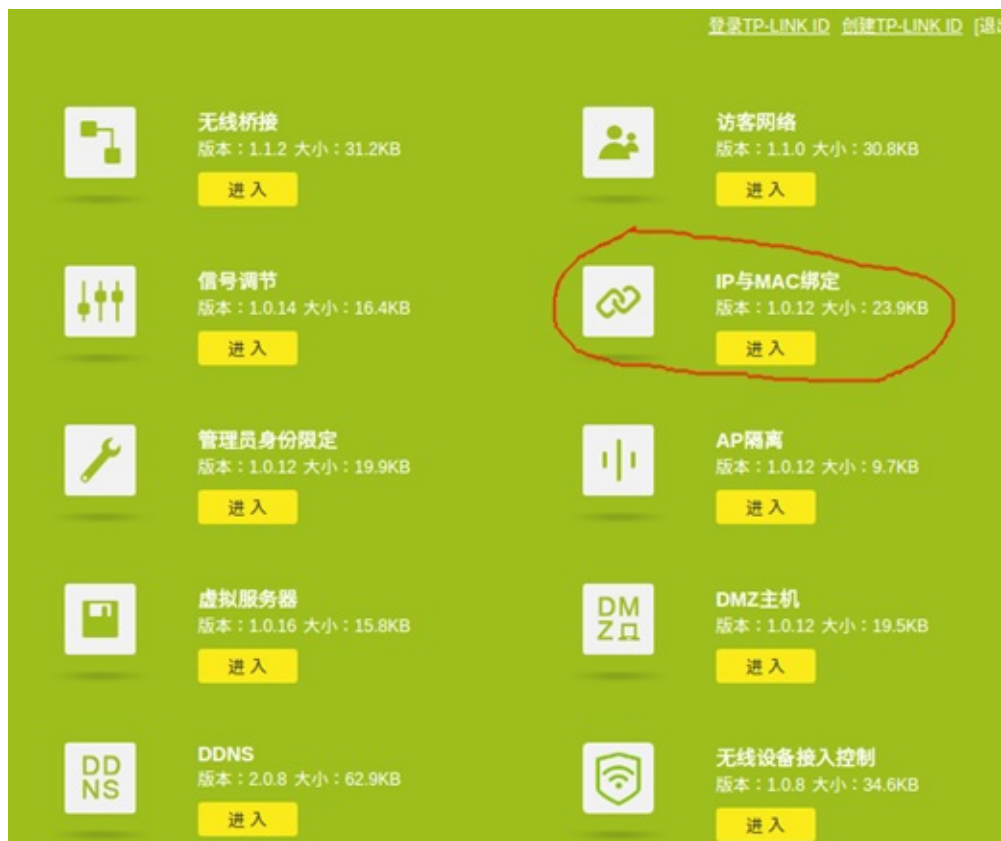 登录TP-LINK ID 创建TP-LINK ID [退出
无线桥接
版本：1.1.2 大小：31.2KB
进 入
访客网络
版本：1.1.0 大小：30.8KB
进 入
信号调节
版本：1.0.14 大小：16.4KB
进 入
IP与MAC绑定
版本：1.0.12 大小：23.9KB
进 入
管理员身份限定
版本：1.0.12 大小：19.9KB
进 入
AP隔离
版本：1.0.12 大小：9.7KB
进 入
虚拟服务器
版本：1.0.16 大小：15.8KB
进 入
DM
Z
DMZ主机
版本：1.0.12 大小：19.5KB
进 入
DD
NS
DDNS
版本：2.0.8 大小：62.9KB
进 入
无线设备接入控制
版本：1.0.8 大小：34.6KB
进 入